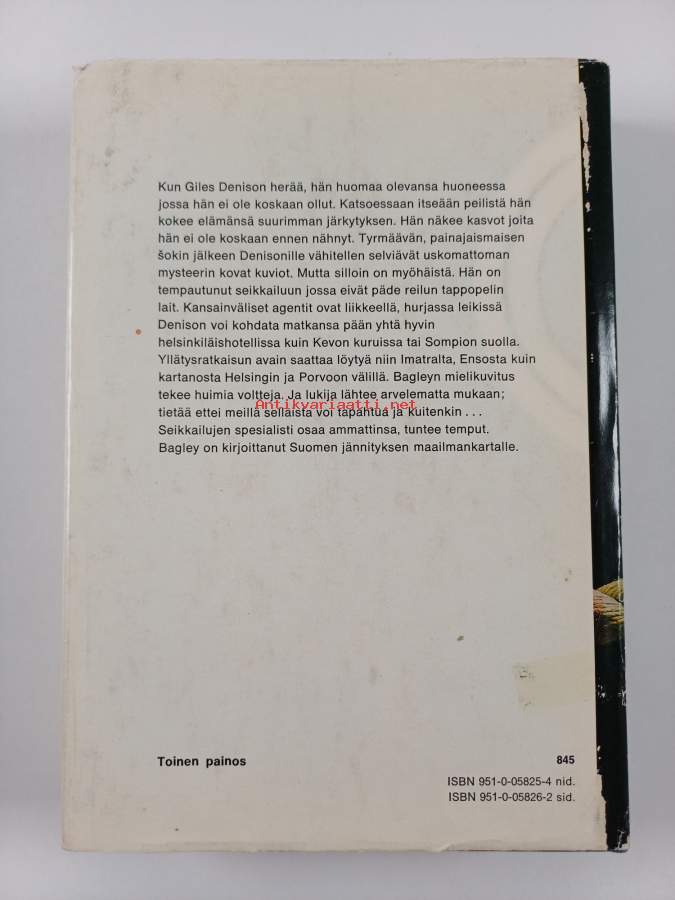 Kun Giles Denison herää, hän huomaa olevansa huoneessa
jossa hän ei ole koskaan ollut. Katsoessaan itseään peilistä hän
kokee elämänsä suurimman järkytyksen. Hän näkee kasvot joita
hän ei ole koskaan ennen nähnyt. Tyrmäävän, painajaismaisen
šokin jälkeen Denisonille vähitellen selviävät uskomattoman
mysteerin kovat kuviot. Mutta silloin on myöhäistä. Hän on
tempautunut seikkailuun jossa eivät päde reilun tappopelin
lait. Kansainväliset agentit ovat liikkeellä, hurjassa leikissä
Denison voi kohdata matkansa pään yhtä hyvin
helsinkiläishotellissa kuin Kevon kuruissa tai Sompion suolla.
Yllätysratkaisun avain saattaa löytyä niin Imatralta, Ensosta kuin
kartanosta Helsingin ja Porvoon välillä. Bagleyn mielikuvitus
tekee huimia voltteja. Ja lukija lähtee arvelematta mukaan;
Antikvariaatti.net
tietää ettei meillä sellaista voi tapahtua ja kuitenkin . . .
Seikkailujen spesialisti osaa ammattinsa, tuntee temput.
Bagley on kirjoittanut Suomen jännityksen maailmankartalle.
Toinen painos
845
ISBN 951-0-05825-4 nid.
ISBN 951-0-05826-2 sid.